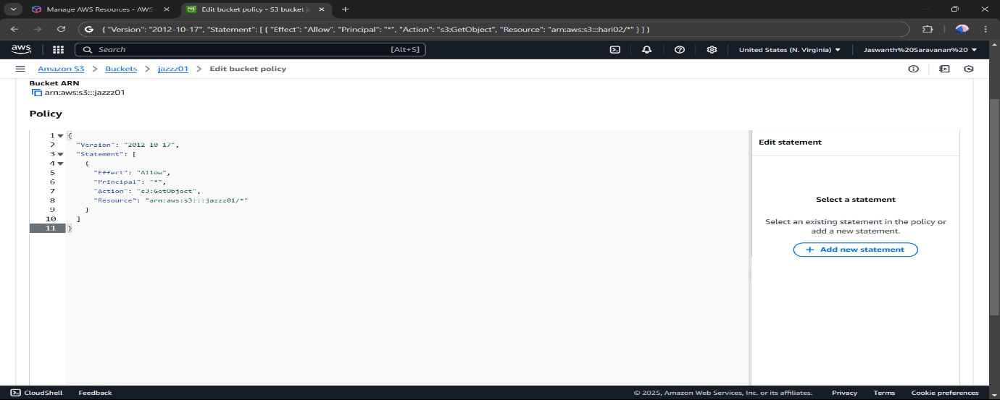 Manage AWS Resources - AWS
Edit bucket policy - S3 bucket j
{ "Version": "2012-10-17", "Statement": [ { "Effect": "Allow", "Principal": "*", "Action": "s3:GetObject", "Resource": "arn:aws:s3:::hari02/*" } ] }
aws
Search [Alt+S]
United States (N. Virginia)
Jaswanth%20Saravanan%20
Amazon S3 > Buckets > jazzz01 > Edit bucket policy
Bucket ARN
arn:aws:s3:::jazzz01
Policy
1 {
2 "Version": "2012-10-17",
3 "Statement": [
4 {
5 "Effect": "Allow",
6 "Principal": "*",
7 "Action": "s3:GetObject",
8 "Resource": "arn:aws:s3:::jazzz01/*"
9 }
10 ]
11 }
Edit statement
Select a statement
Select an existing statement in the policy or
add a new statement.
+ Add new statement
CloudShell Feedback © 2025, Amazon Web Services, Inc. or its affiliates. Privacy Terms Cookie preferences